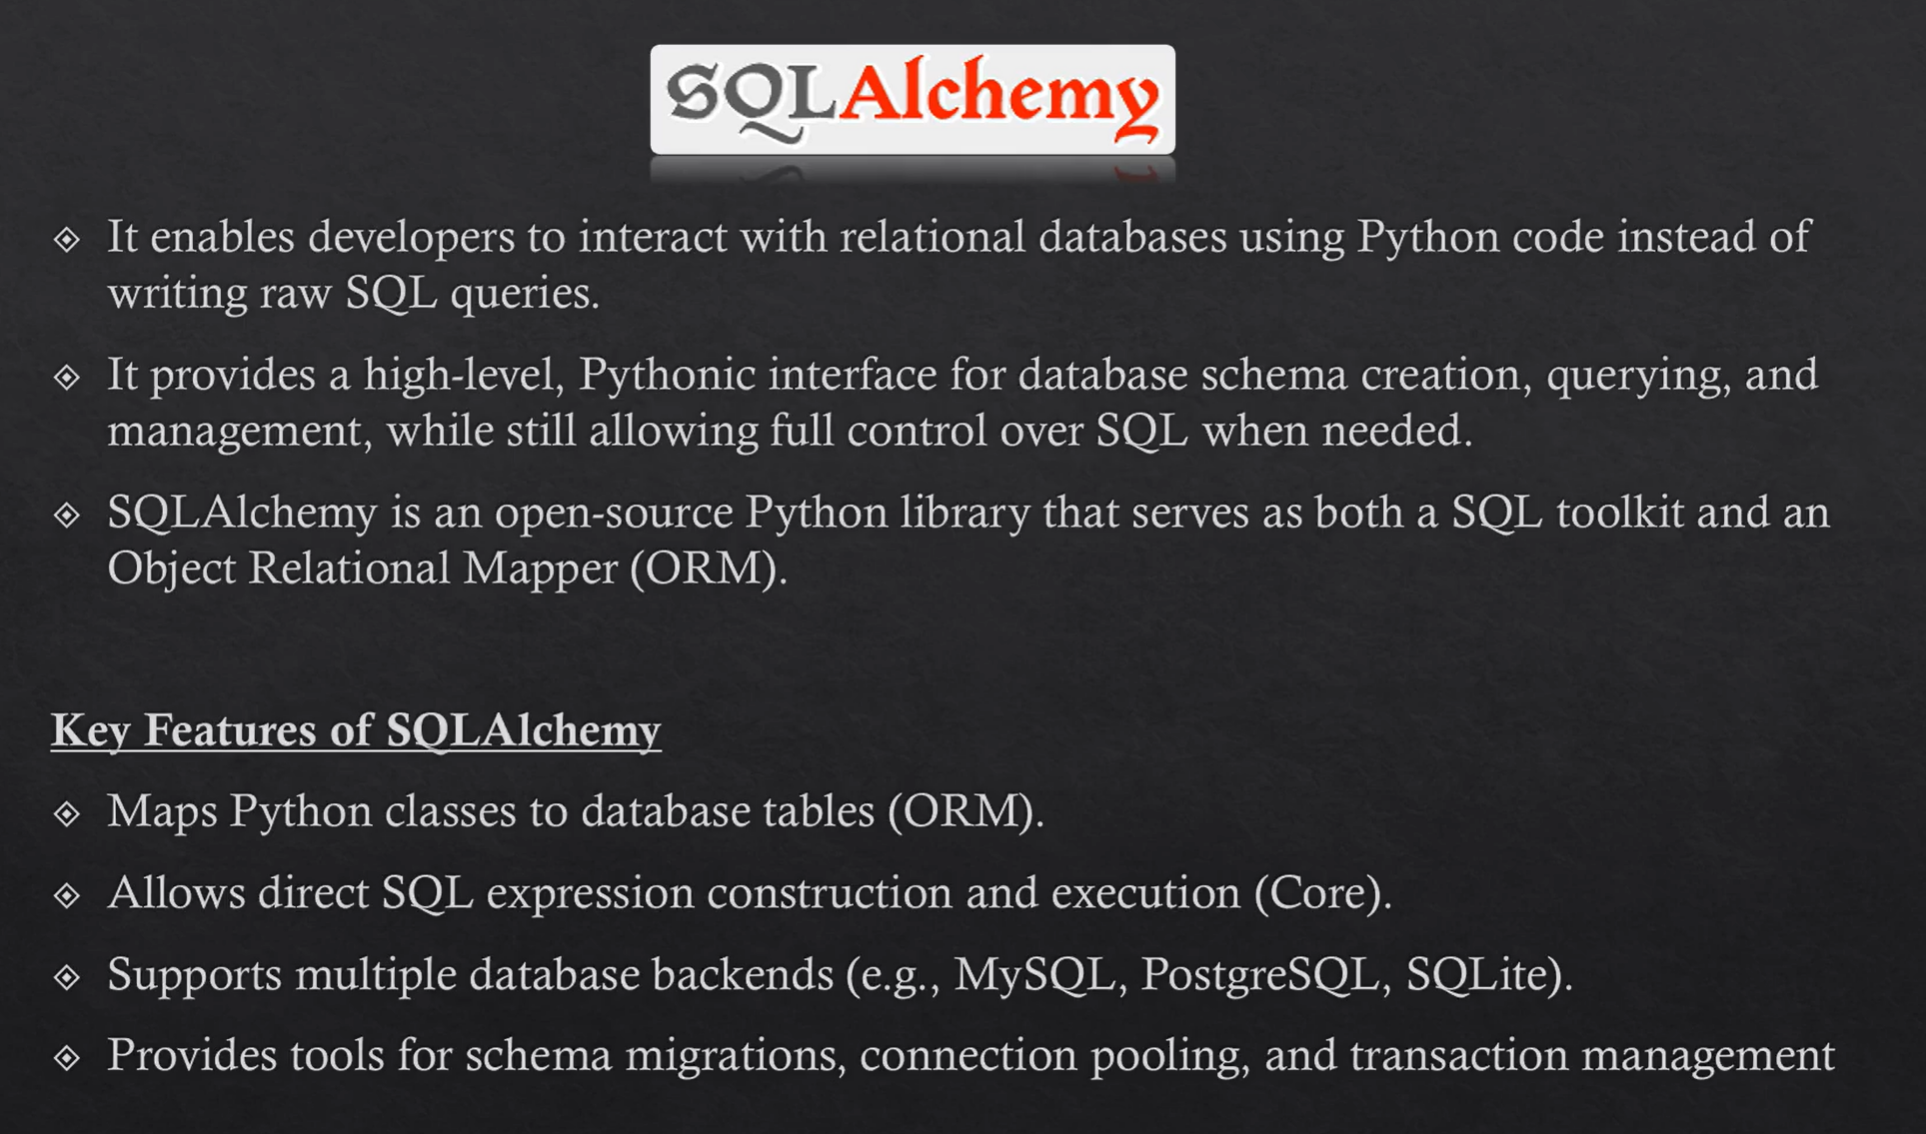 SQLAlchemy
It enables developers to interact with relational databases using Python code instead of
writing raw SQL queries.
It provides a high-level, Pythonic interface for database schema creation, querying, and
management, while still allowing full control over SQL when needed.
SQLAlchemy is an open-source Python library that serves as both a SQL toolkit and an
Object Relational Mapper (ORM).
Key Features of SQLAlchemy
Maps Python classes to database tables (ORM).
Allows direct SQL expression construction and execution (Core).
Supports multiple database backends (e.g., MySQL, PostgreSQL, SQLite).
Provides tools for schema migrations, connection pooling, and transaction management